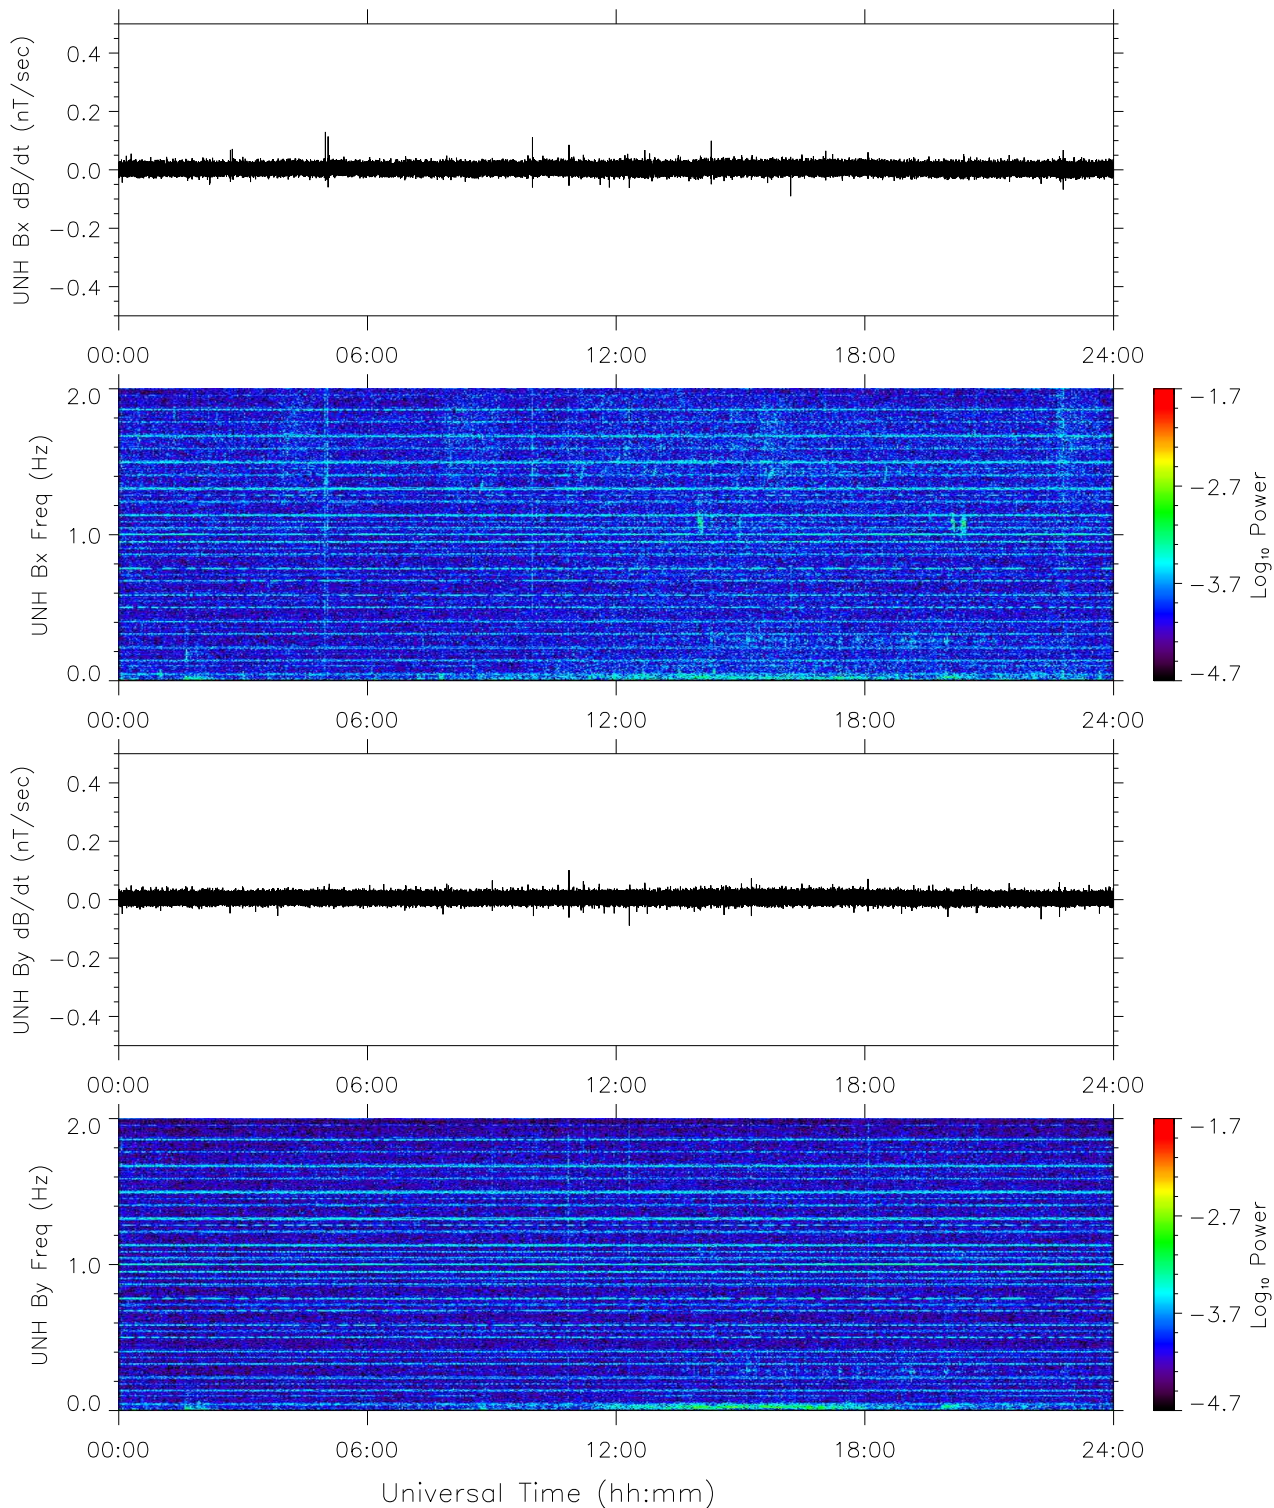 UNH Bx dB/dt (nT/sec)
0.4
0.2
0.0
−0.2
−0.4
00:00 06:00 12:00 18:00 24:00
UNH Bx Freq (Hz)
2.0
1.0
0.0
00:00 06:00 12:00 18:00 24:00
−1.7
−2.7
−3.7
−4.7
Log₁₀ Power
UNH By dB/dt (nT/sec)
0.4
0.2
0.0
−0.2
−0.4
00:00 06:00 12:00 18:00 24:00
UNH By Freq (Hz)
2.0
1.0
0.0
00:00 06:00 12:00 18:00 24:00
−1.7
−2.7
−3.7
−4.7
Log₁₀ Power
Universal Time (hh:mm)